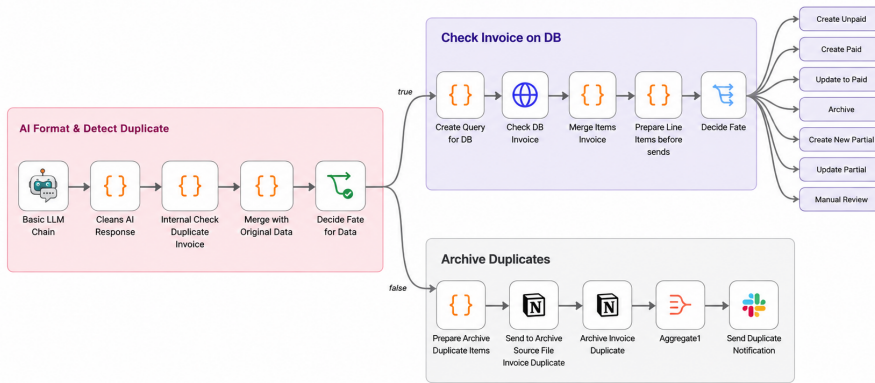 AI Format & Detect Duplicate
Basic LLM
Chain
Cleans AI
Response
Internal Check
Duplicate
Invoice
Merge with
Original Data
Decide Fate
for Data
true
false
Check Invoice on DB
Create Query
for DB
Check DB
Invoice
Merge Items
Invoice
Prepare Line
Items before
sends
Decide Fate
Create Unpaid
Create Paid
Update to Paid
Archive
Create New Partial
Update Partial
Manual Review
Archive Duplicates
Prepare Archive
Duplicate Items
Send to Archive
Source File
Invoice Duplicate
Archive Invoice
Duplicate
Aggregate1
Send Duplicate
Notification